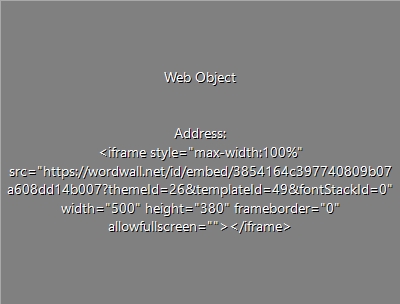 Web Object
Address:
<iframe style="max-width:100%"
src="https://wordwall.net/id/embed/3854164c397740809b07
a608dd14b007?themeId=26&templateId=49&fontStackId=0"
width="500" height="380" frameborder="0"
allowfullscreen=""></iframe>